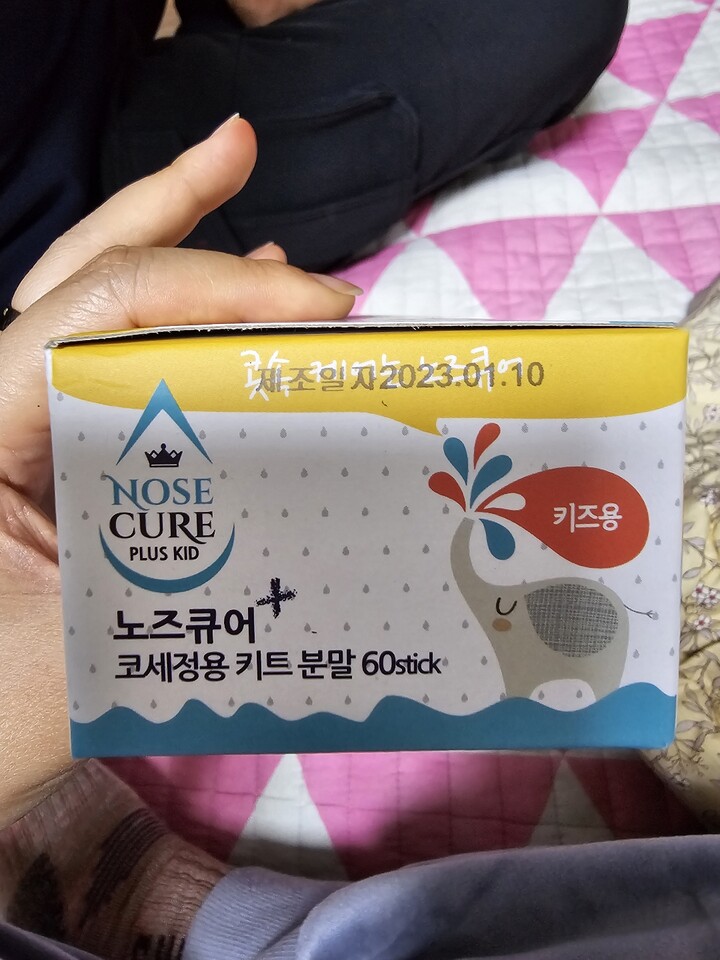 제조일자2023.01.10
NOSE
CURE
PLUS KID
키즈용
노즈큐어+
코세정용 키트 분말 60stick